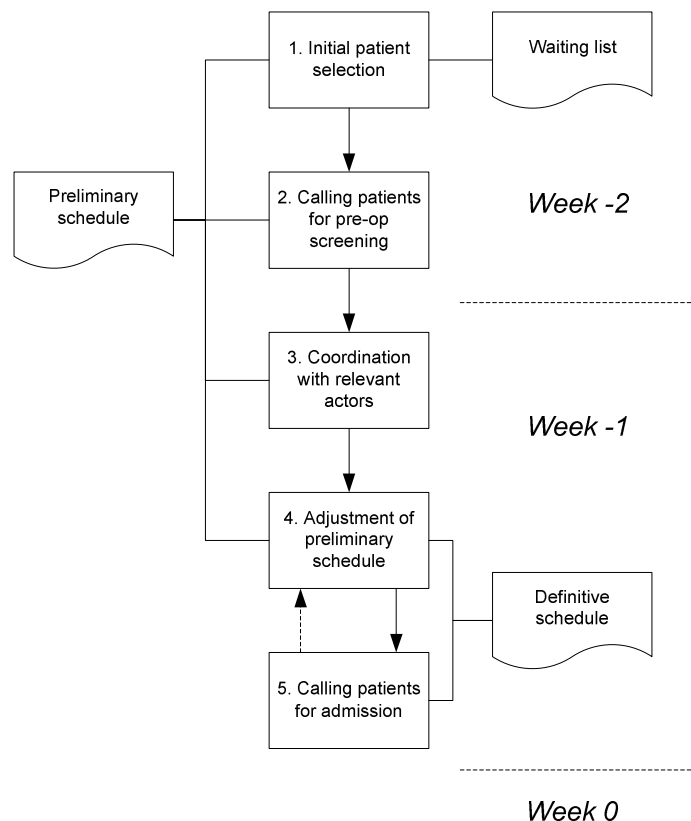 1. Initial patient
selection
Waiting list
Preliminary
schedule
2. Calling patients
for pre-op
screening
Week -2
3. Coordination
with relevant
actors
Week -1
4. Adjustment of
preliminary
schedule
Definitive
schedule
5. Calling patients
for admission
Week 0